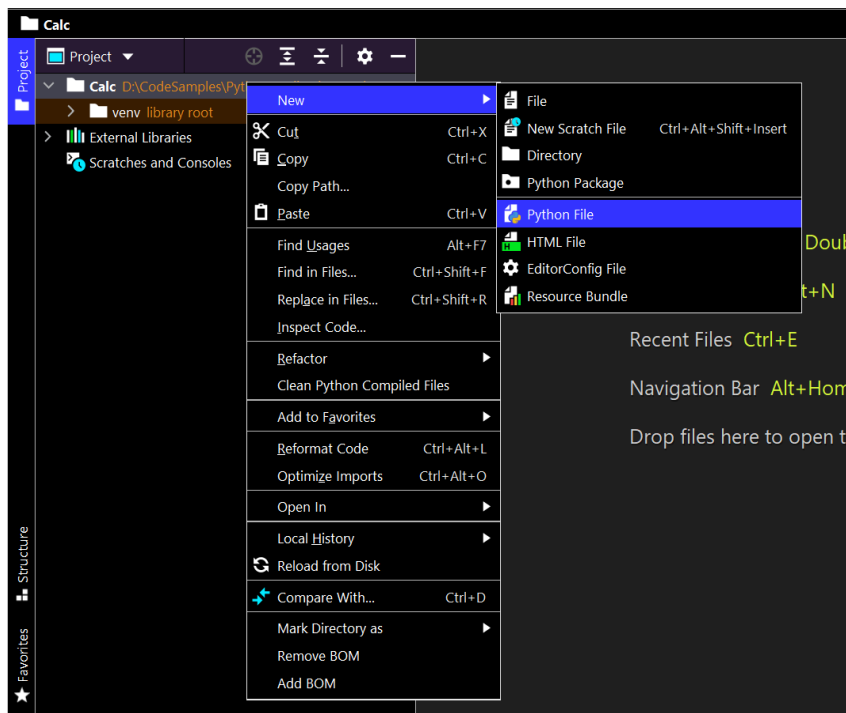 Calc
Project
Project
Calc D:\CodeSamples\Pyt
venv library root
External Libraries
Scratches and Consoles
New
Cut Ctrl+X
Copy Ctrl+C
Copy Path...
Paste Ctrl+V
Find Usages Alt+F7
Find in Files... Ctrl+Shift+F
Replace in Files... Ctrl+Shift+R
Inspect Code...
Refactor
Clean Python Compiled Files
Add to Favorites
Reformat Code Ctrl+Alt+L
Optimize Imports Ctrl+Alt+O
Open In
Local History
Reload from Disk
Compare With... Ctrl+D
Mark Directory as
Remove BOM
Add BOM
File
New Scratch File Ctrl+Alt+Shift+Insert
Directory
Python Package
Python File
HTML File
EditorConfig File
Resource Bundle
Doub
t+N
Recent Files Ctrl+E
Navigation Bar Alt+Hom
Drop files here to open t
Structure
Favorites